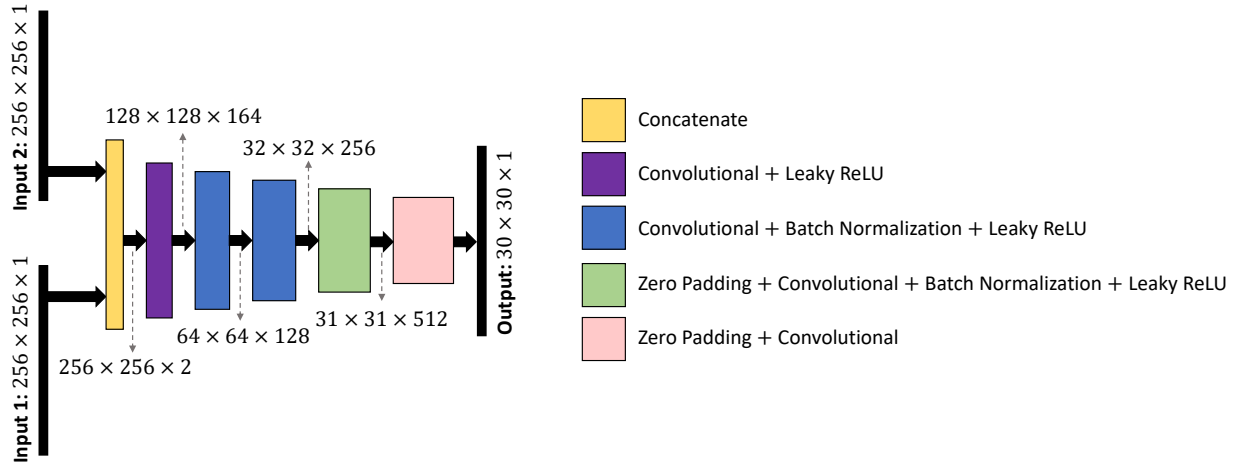 Input 2: 256 × 256 × 1
Input 1: 256 × 256 × 1
128 × 128 × 164
32 × 32 × 256
64 × 64 × 128
31 × 31 × 512
256 × 256 × 2
Output: 30 × 30 × 1
Concatenate
Convolutional + Leaky ReLU
Convolutional + Batch Normalization + Leaky ReLU
Zero Padding + Convolutional + Batch Normalization + Leaky ReLU
Zero Padding + Convolutional